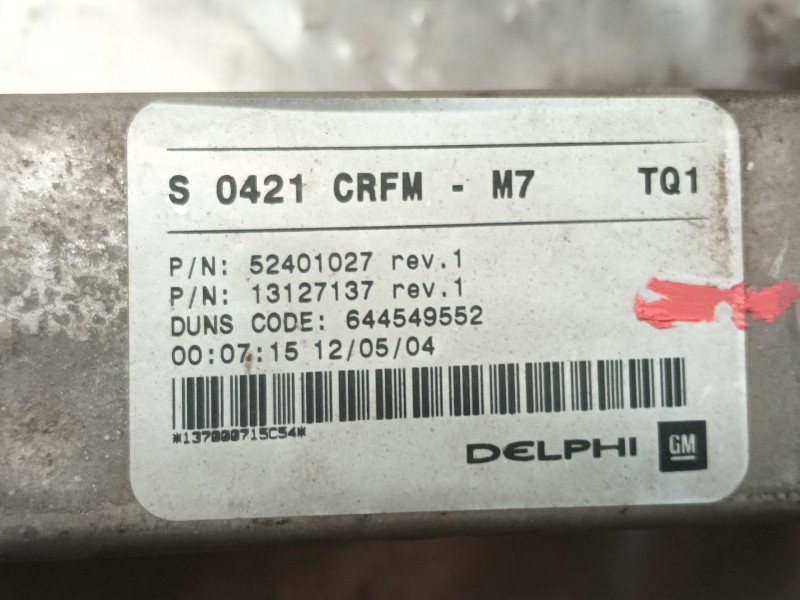 S 0421 CRFM - M7 TQ1
P/N: 52401027 rev.1
P/N: 13127137 rev.1
DUNS CODE: 644549552
00:07:15 12/05/04
*137000715C54*
DELPHI GM